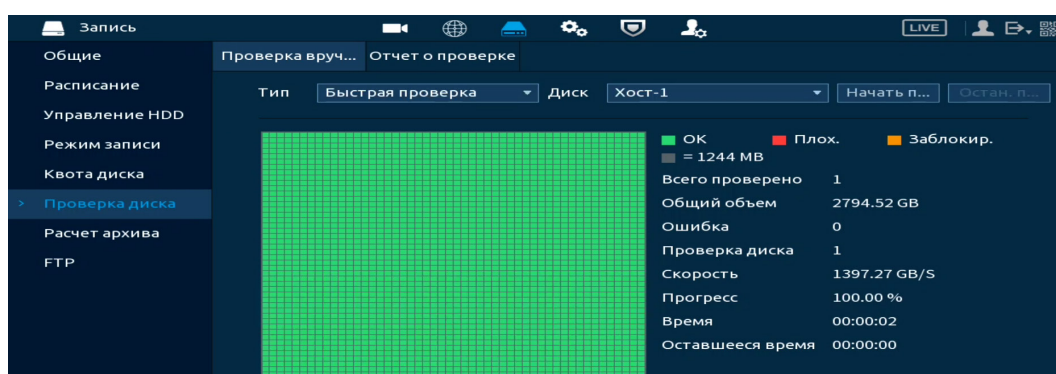 Запись LIVE
Общие
Проверка вруч... Отчет о проверке
Расписание
Тип Быстрая проверка Диск Хост-1 Начать п... Остан. п...
Управление HDD
Режим записи
OK Плох. Заблокир.
= 1244 MB
Квота диска
Всего проверено 1
Проверка диска
Общий объем 2794.52 GB
Расчет архива
Ошибка 0
Проверка диска 1
FTP
Скорость 1397.27 GB/S
Прогресс 100.00 %
Время 00:00:02
Оставшееся время 00:00:00